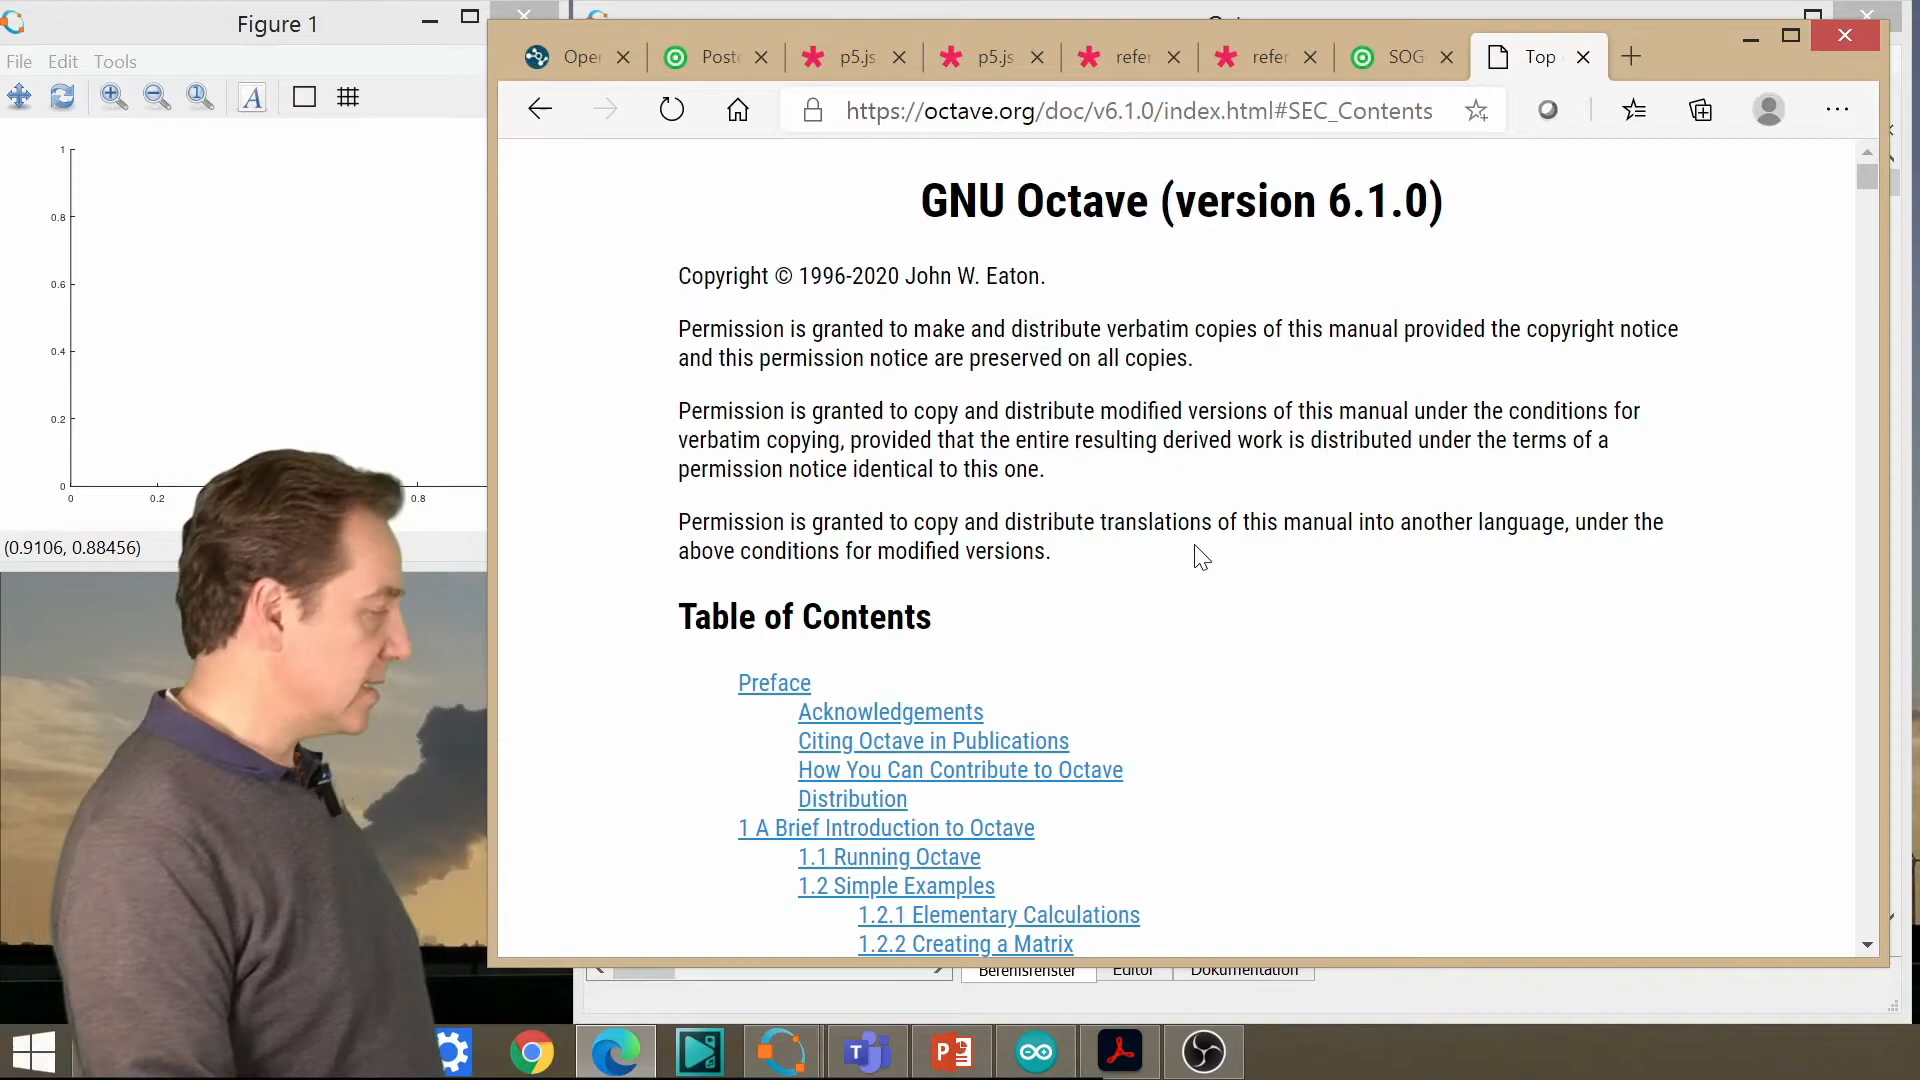 Figure 1
File Edit Tools
A
1
0.8
0.6
0.4
0.2
0
0 0.2 0.8
(0.9106, 0.88456)
Oper Poste p5.js p5.js refer refer SOG Top
https://octave.org/doc/v6.1.0/index.html#SEC_Contents
GNU Octave (version 6.1.0)
Copyright © 1996-2020 John W. Eaton.
Permission is granted to make and distribute verbatim copies of this manual provided the copyright notice
and this permission notice are preserved on all copies.
Permission is granted to copy and distribute modified versions of this manual under the conditions for
verbatim copying, provided that the entire resulting derived work is distributed under the terms of a
permission notice identical to this one.
Permission is granted to copy and distribute translations of this manual into another language, under the
above conditions for modified versions.
Table of Contents
Preface
Acknowledgements
Citing Octave in Publications
How You Can Contribute to Octave
Distribution
1 A Brief Introduction to Octave
1.1 Running Octave
1.2 Simple Examples
1.2.1 Elementary Calculations
1.2.2 Creating a Matrix
Befehlsfenster Editor Dokumentation